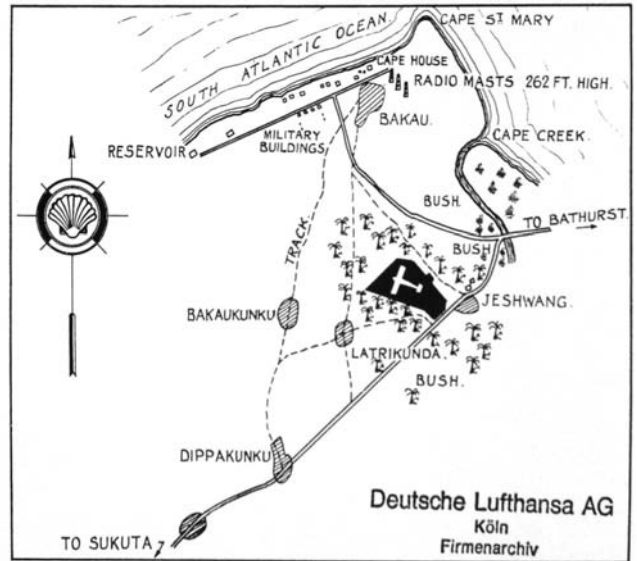 CAPE ST MARY
SOUTH ATLANTIC OCEAN.
CAPE HOUSE
RADIO MASTS 262 FT. HIGH.
BAKAU.
MILITARY
BUILDINGS
RESERVOIR
CAPE CREEK.
BUSH.
TO BATHURST.
BUSH
TRACK
JESHWANG.
BAKAUKUNKU
LATRIKUNDA.
BUSH.
DIPPAKUNKU
TO SUKUTA
Deutsche Lufthansa AG
Köln
Firmenarchiv